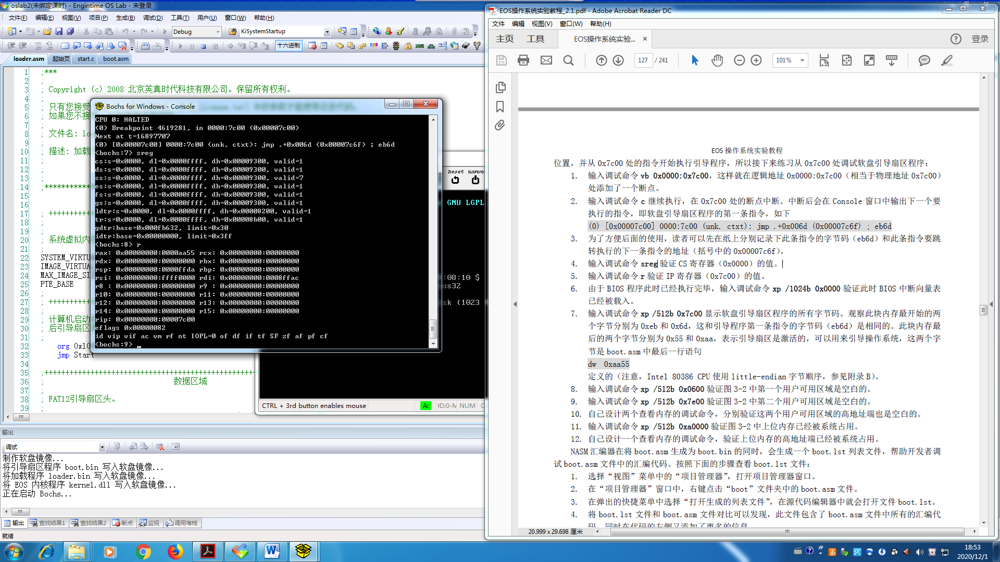 oslab2(未绑定课时) - Engintime OS Lab - 未登录
文件(F) 编辑(E) 视图(V) 项目(P) 生成(B) 调试(D) 工具(T) 用户(U) 窗口(W) 帮助(H)
Debug
KiSystemStartup
十六进制
loader.asm 起始页 start.c boot.asm
1 ;***
2 ;
3 ; Copyright (c) 2008 北京英真时代科技有限公司。保留所有权利。
4 ;
5 ; 只有您接受
6 ; 如果您不接
7 ;
8 ; 文件名: lo
9 ;
10 ; 描述: 加载
11 ;
12 ;
13 ;
14 ;*************
15
16
17 ; ++++++++++
18 ;
19 ;
20 ; 系统虚拟内
21 ;
22 SYSTEM_VIRTU
23 IMAGE_VIRTUA
24 MAX_IMAGE_SI
25 PTE_BASE
26 ;
27 ; ++++++++++
28 ;
29 ; 计算机启动
30 ; 后引导扇区
31 ;
32 org 0x10
33 jmp Start
34
35 ;++++++++++++++++++++++++++++++++++++++++++++++++++
36 ; 数据区域
37 ;
38 ; FAT12引导扇区头。
39 ;
Bochs for Windows - Console
CPU 0: HALTED
(0) Breakpoint 4619281, in 0000:7c00 (0x00007c00)
Next at t=16897707
(0) [0x00007c00] 0000:7c00 (unk. ctxt): jmp .+0x006d (0x00007c6f) ; eb6d
<bochs:7> sreg
cs:s=0x0000, dl=0x0000ffff, dh=0x00009300, valid=1
ds:s=0x0000, dl=0x0000ffff, dh=0x00009300, valid=1
ss:s=0x0000, dl=0x0000ffff, dh=0x00009300, valid=7
es:s=0x0000, dl=0x0000ffff, dh=0x00009300, valid=1
fs:s=0x0000, dl=0x0000ffff, dh=0x00009300, valid=1
gs:s=0x0000, dl=0x0000ffff, dh=0x00009300, valid=1
ldtr:s=0x0000, dl=0x0000ffff, dh=0x00008200, valid=1
tr:s=0x0000, dl=0x0000ffff, dh=0x00008b00, valid=1
gdtr:base=0x000fb632, limit=0x30
idtr:base=0x00000000, limit=0x3ff
<bochs:8> r
rax: 0x00000000:0000aa55 rcx: 0x00000000:00000000
rdx: 0x00000000:00000000 rbx: 0x00000000:00000000
rsp: 0x00000000:0000ffda rbp: 0x00000000:00000000
rsi: 0x00000000:ffff0000 rdi: 0x00000000:0008ffac
r8 : 0x00000000:00000000 r9 : 0x00000000:00000000
r10: 0x00000000:00000000 r11: 0x00000000:00000000
r12: 0x00000000:00000000 r13: 0x00000000:00000000
r14: 0x00000000:00000000 r15: 0x00000000:00000000
rip: 0x00000000:00007c00
eflags 0x00000082
id vip vif ac vm rf nt IOPL=0 of df if tf SF zf af pf cf
<bochs:9>
Reset SUSPEND
GNU LGPL
:08:10 $
os32
sk (1023
CTRL + 3rd button enables mouse
A:
HD:0-M
NUM
输出
调试
制作软盘镜像...
将引导扇区程序 boot.bin 写入软盘镜像...
将加载程序 loader.bin 写入软盘镜像...
将 EOS 内核程序 kernel.dll 写入软盘镜像...
正在启动 Bochs...
输出 查找结果1 查找结果2 断点 监视 调用堆栈
就绪
EOS操作系统实验教程_2.1.pdf - Adobe Acrobat Reader DC
文件 编辑 视图(V) 窗口(W) 帮助(H)
主页 工具 EOS操作系统实验... × 登录
127 / 241
101%
EOS 操作系统实验教程
位置，并从 0x7c00 处的指令开始执行引导程序，所以接下来练习从 0x7c00 处调试软盘引导扇区程序：
1. 输入调试命令 vb 0x0000:0x7c00，这样就在逻辑地址 0x0000:0x7c00（相当于物理地址 0x7c00）
处添加了一个断点。
2. 输入调试命令 c 继续执行，在 0x7c00 处的断点中断。中断后会在 Console 窗口中输出下一个要
执行的指令，即软盘引导扇区程序的第一条指令，如下
(0) [0x00007c00] 0000:7c00 (unk. ctxt): jmp .+0x006d (0x00007c6f) ; eb6d
3. 为了方便后面的使用，读者可以先在纸上分别记录下此条指令的字节码（eb6d）和此条指令要跳
转执行的下一条指令的地址（括号中的 0x00007c6f）。
4. 输入调试命令 sreg 验证 CS 寄存器（0x0000）的值。
5. 输入调试命令 r 验证 IP 寄存器（0x7c00）的值。
6. 由于 BIOS 程序此时已经执行完毕，输入调试命令 xp /1024b 0x0000 验证此时 BIOS 中断向量表
已经被载入。
7. 输入调试命令 xp /512b 0x7c00 显示软盘引导扇区程序的所有字节码。观察此块内存最开始的两
个字节分别为 0xeb 和 0x6d，这和引导程序第一条指令的字节码（eb6d）是相同的。此块内存最
后的两个字节分别为 0x55 和 0xaa，表示引导扇区是激活的，可以用来引导操作系统，这两个字
节是 boot.asm 中最后一行语句
dw 0xaa55
定义的（注意，Intel 80386 CPU 使用 little-endian 字节顺序，参见附录 B）。
8. 输入调试命令 xp /512b 0x0600 验证图 3-2 中第一个用户可用区域是空白的。
9. 输入调试命令 xp /512b 0x7e00 验证图 3-2 中第二个用户可用区域是空白的。
10. 自己设计两个查看内存的调试命令，分别验证这两个用户可用区域的高地址端也是空白的。
11. 输入调试命令 xp /512b 0xa0000 验证图 3-2 中上位内存已经被系统占用。
12. 自己设计一个查看内存的调试命令，验证上位内存的高地址端已经被系统占用。
NASM 汇编器在将 boot.asm 生成为 boot.bin 的同时，会生成一个 boot.lst 列表文件，帮助开发者调
试 boot.asm 文件中的汇编代码。按照下面的步骤查看 boot.lst 文件：
1. 选择“视图”菜单中的“项目管理器”，打开项目管理器窗口。
2. 在“项目管理器”窗口中，右键点击“boot”文件夹中的 boot.asm 文件。
3. 在弹出的快捷菜单中选择“打开生成的列表文件”，在源代码编辑器中就会打开文件 boot.lst。
4. 将 boot.lst 文件和 boot.asm 文件对比可以发现，此文件包含了 boot.asm 文件中所有的汇编代
码，同时在代码的左侧又添加了更多的信息
20.999 x 29.698 厘米
18:53
2020/12/1